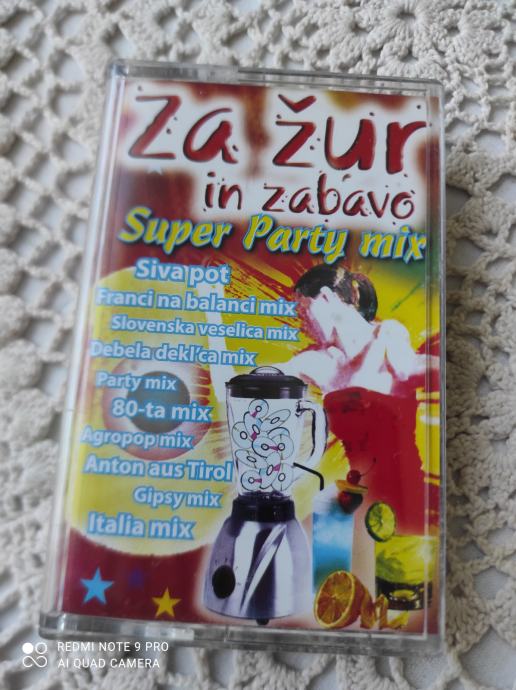 Za žur
in zabavo
Super Party mix
Siva pot
Franci na balanci mix
Slovenska veselica mix
Debela dekl'ca mix
Party mix
80-ta mix
Agropop mix
Anton aus Tirol
Gipsy mix
Italia mix
REDMI NOTE 9 PRO
AI QUAD CAMERA